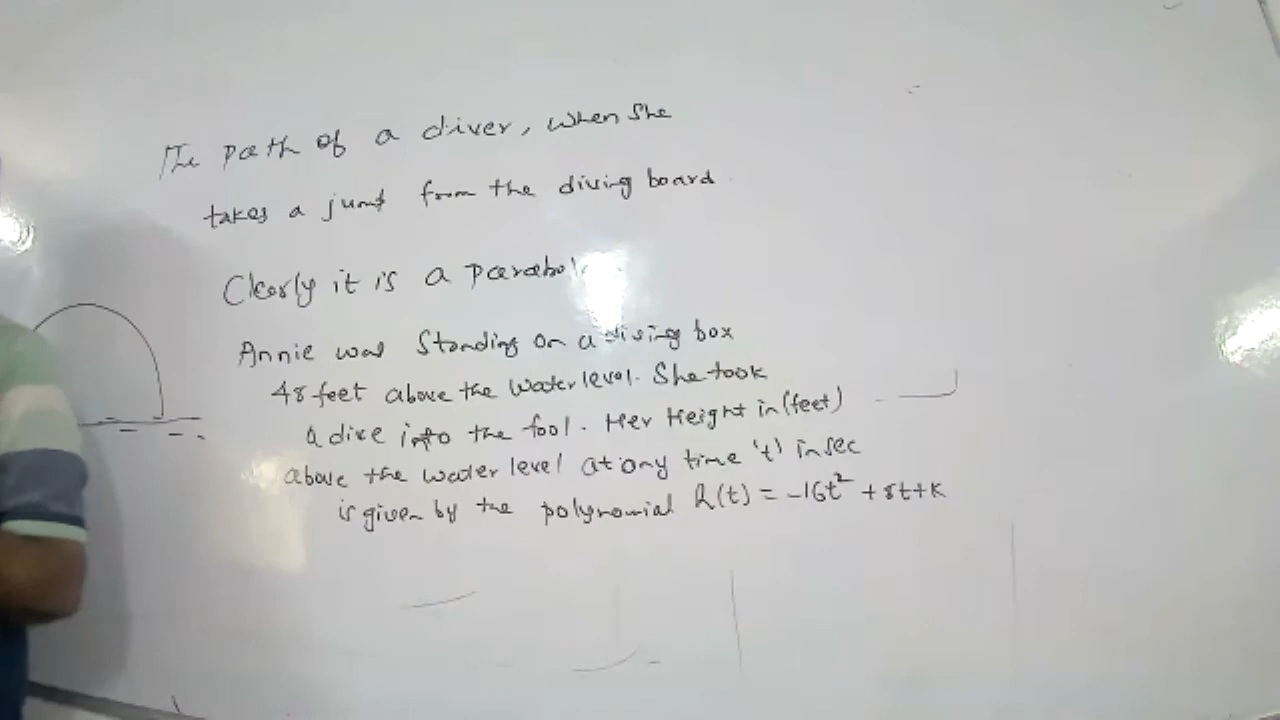 The path of a diver, when she
takes a jump from the diving board
Clearly it is a parabol
Annie was standing on a diving box
48 feet above the water level. She took
a dive into the fool. Her Height in (feet)
above the water level at any time 't' in sec
is given by the polynomial h(t) = -16t² + 8t + k